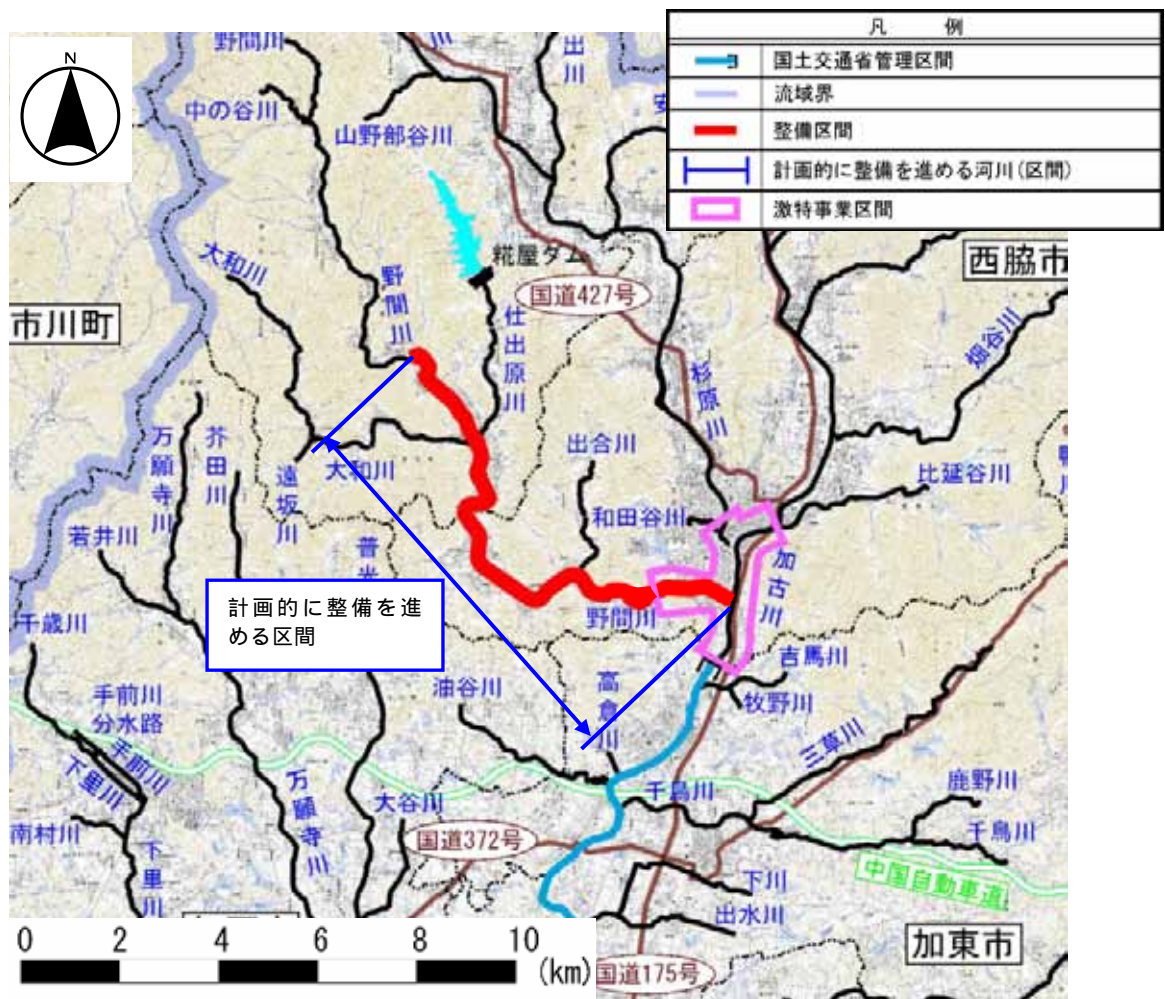 凡 例
国土交通省管理区間
流域界
整備区間
計画的に整備を進める河川(区間)
激特事業区間
N
野間川
出川
中の谷川
山野部谷川
大和川
野間川
糀屋ダム
国道427号
西脇市
市川町
仕出原川
畑谷川
杉原川
万願寺川
芥田川
遠坂川
大和川
出合川
比延谷川
和田谷川
若井川
加古川
計画的に整備を進
める区間
野間川
千歳川
吉馬川
油谷川
高倉川
牧野川
手前川
分水路
手前川
下里川
三草川
万願寺川
大谷川
千鳥川
鹿野川
千鳥川
南村川
下里川
国道372号
中国自動車道
下川
出水川
加東市
0 2 4 6 8 10
(km)
国道175号